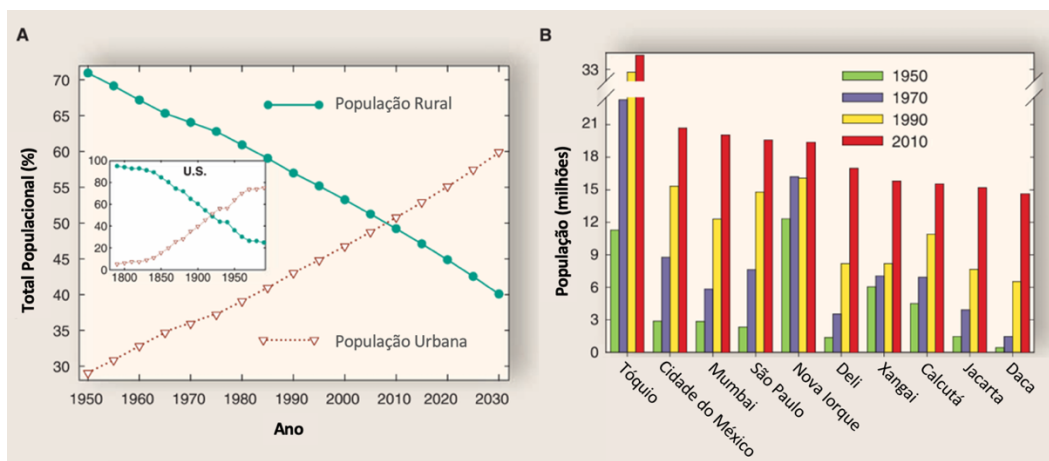 A
Total Populacional (%)
70
65
60
55
50
45
40
35
30
População Rural
U.S.
100
80
60
40
20
0
1800
1850
1900
1950
População Urbana
1950 1960 1970 1980 1990 2000 2010 2020 2030
Ano
B
População (milhões)
33
21
18
15
12
9
6
3
0
1950
1970
1990
2010
Tóquio
Cidade do México
Mumbai
São Paulo
Nova Iorque
Deli
Xangai
Calcutá
Jacarta
Daca